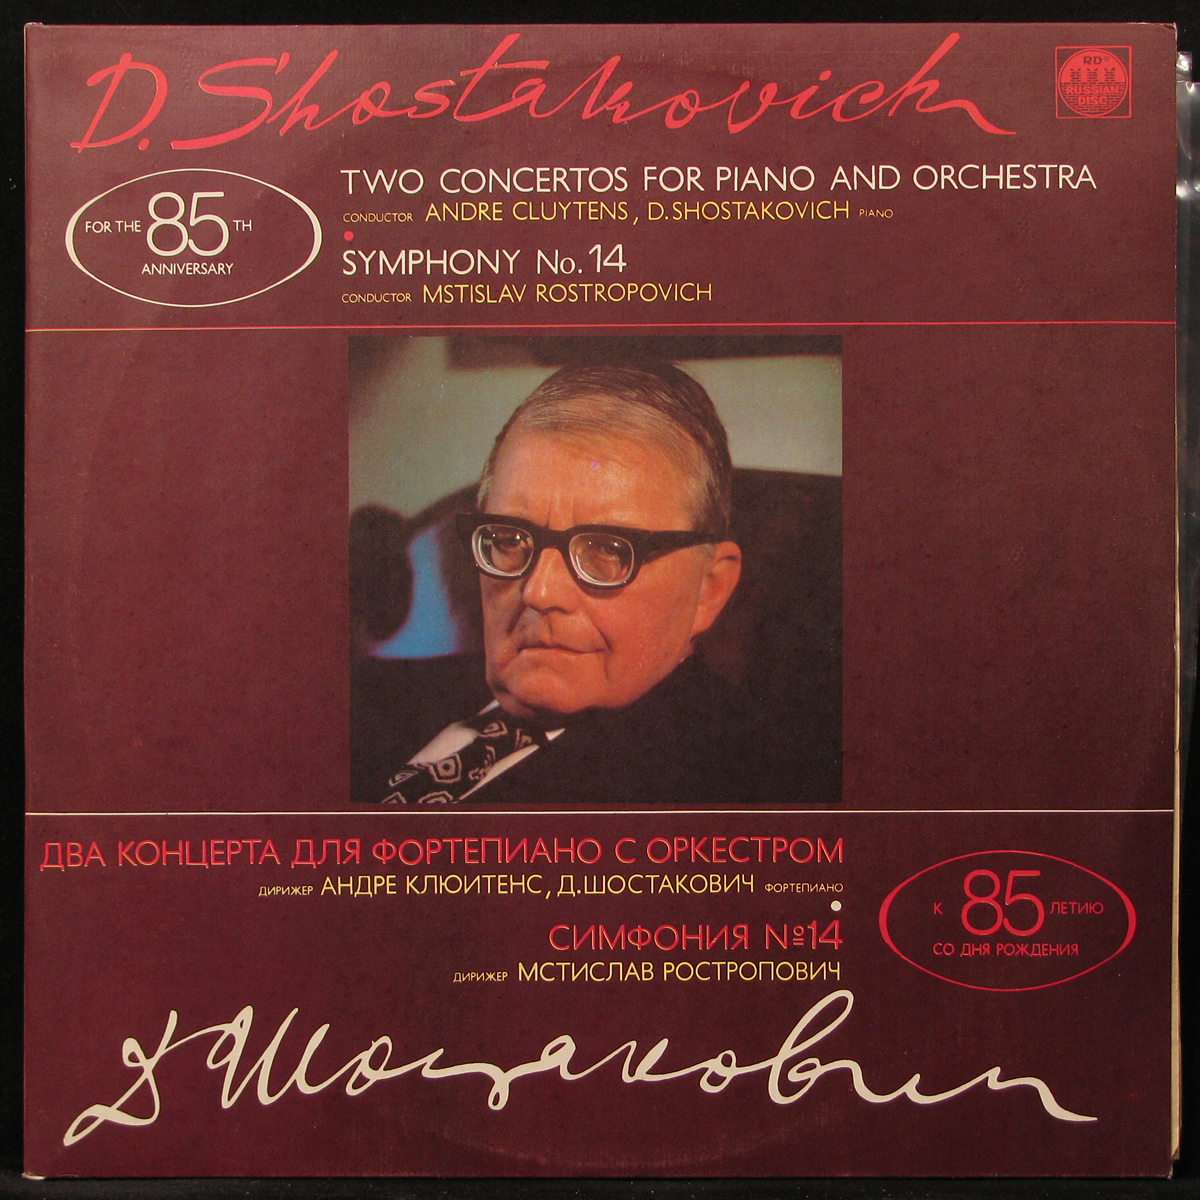 D. Shostakovich
RD®
RUSSIAN
DISC
FOR THE 85TH
ANNIVERSARY
TWO CONCERTOS FOR PIANO AND ORCHESTRA
CONDUCTOR ANDRE CLUYTENS, D.SHOSTAKOVICH PIANO
SYMPHONY No. 14
CONDUCTOR MSTISLAV ROSTROPOVICH
ДВА КОНЦЕРТА ДЛЯ ФОРТЕПИАНО С ОРКЕСТРОМ
ДИРИЖЕР АНДРЕ КЛЮИТЕНС, Д.ШОСТАКОВИЧ ФОРТЕПИАНО
СИМФОНИЯ №14
ДИРИЖЕР МСТИСЛАВ РОСТРОПОВИЧ
К 85 ЛЕТИЮ
СО ДНЯ РОЖДЕНИЯ
Д Шостакович